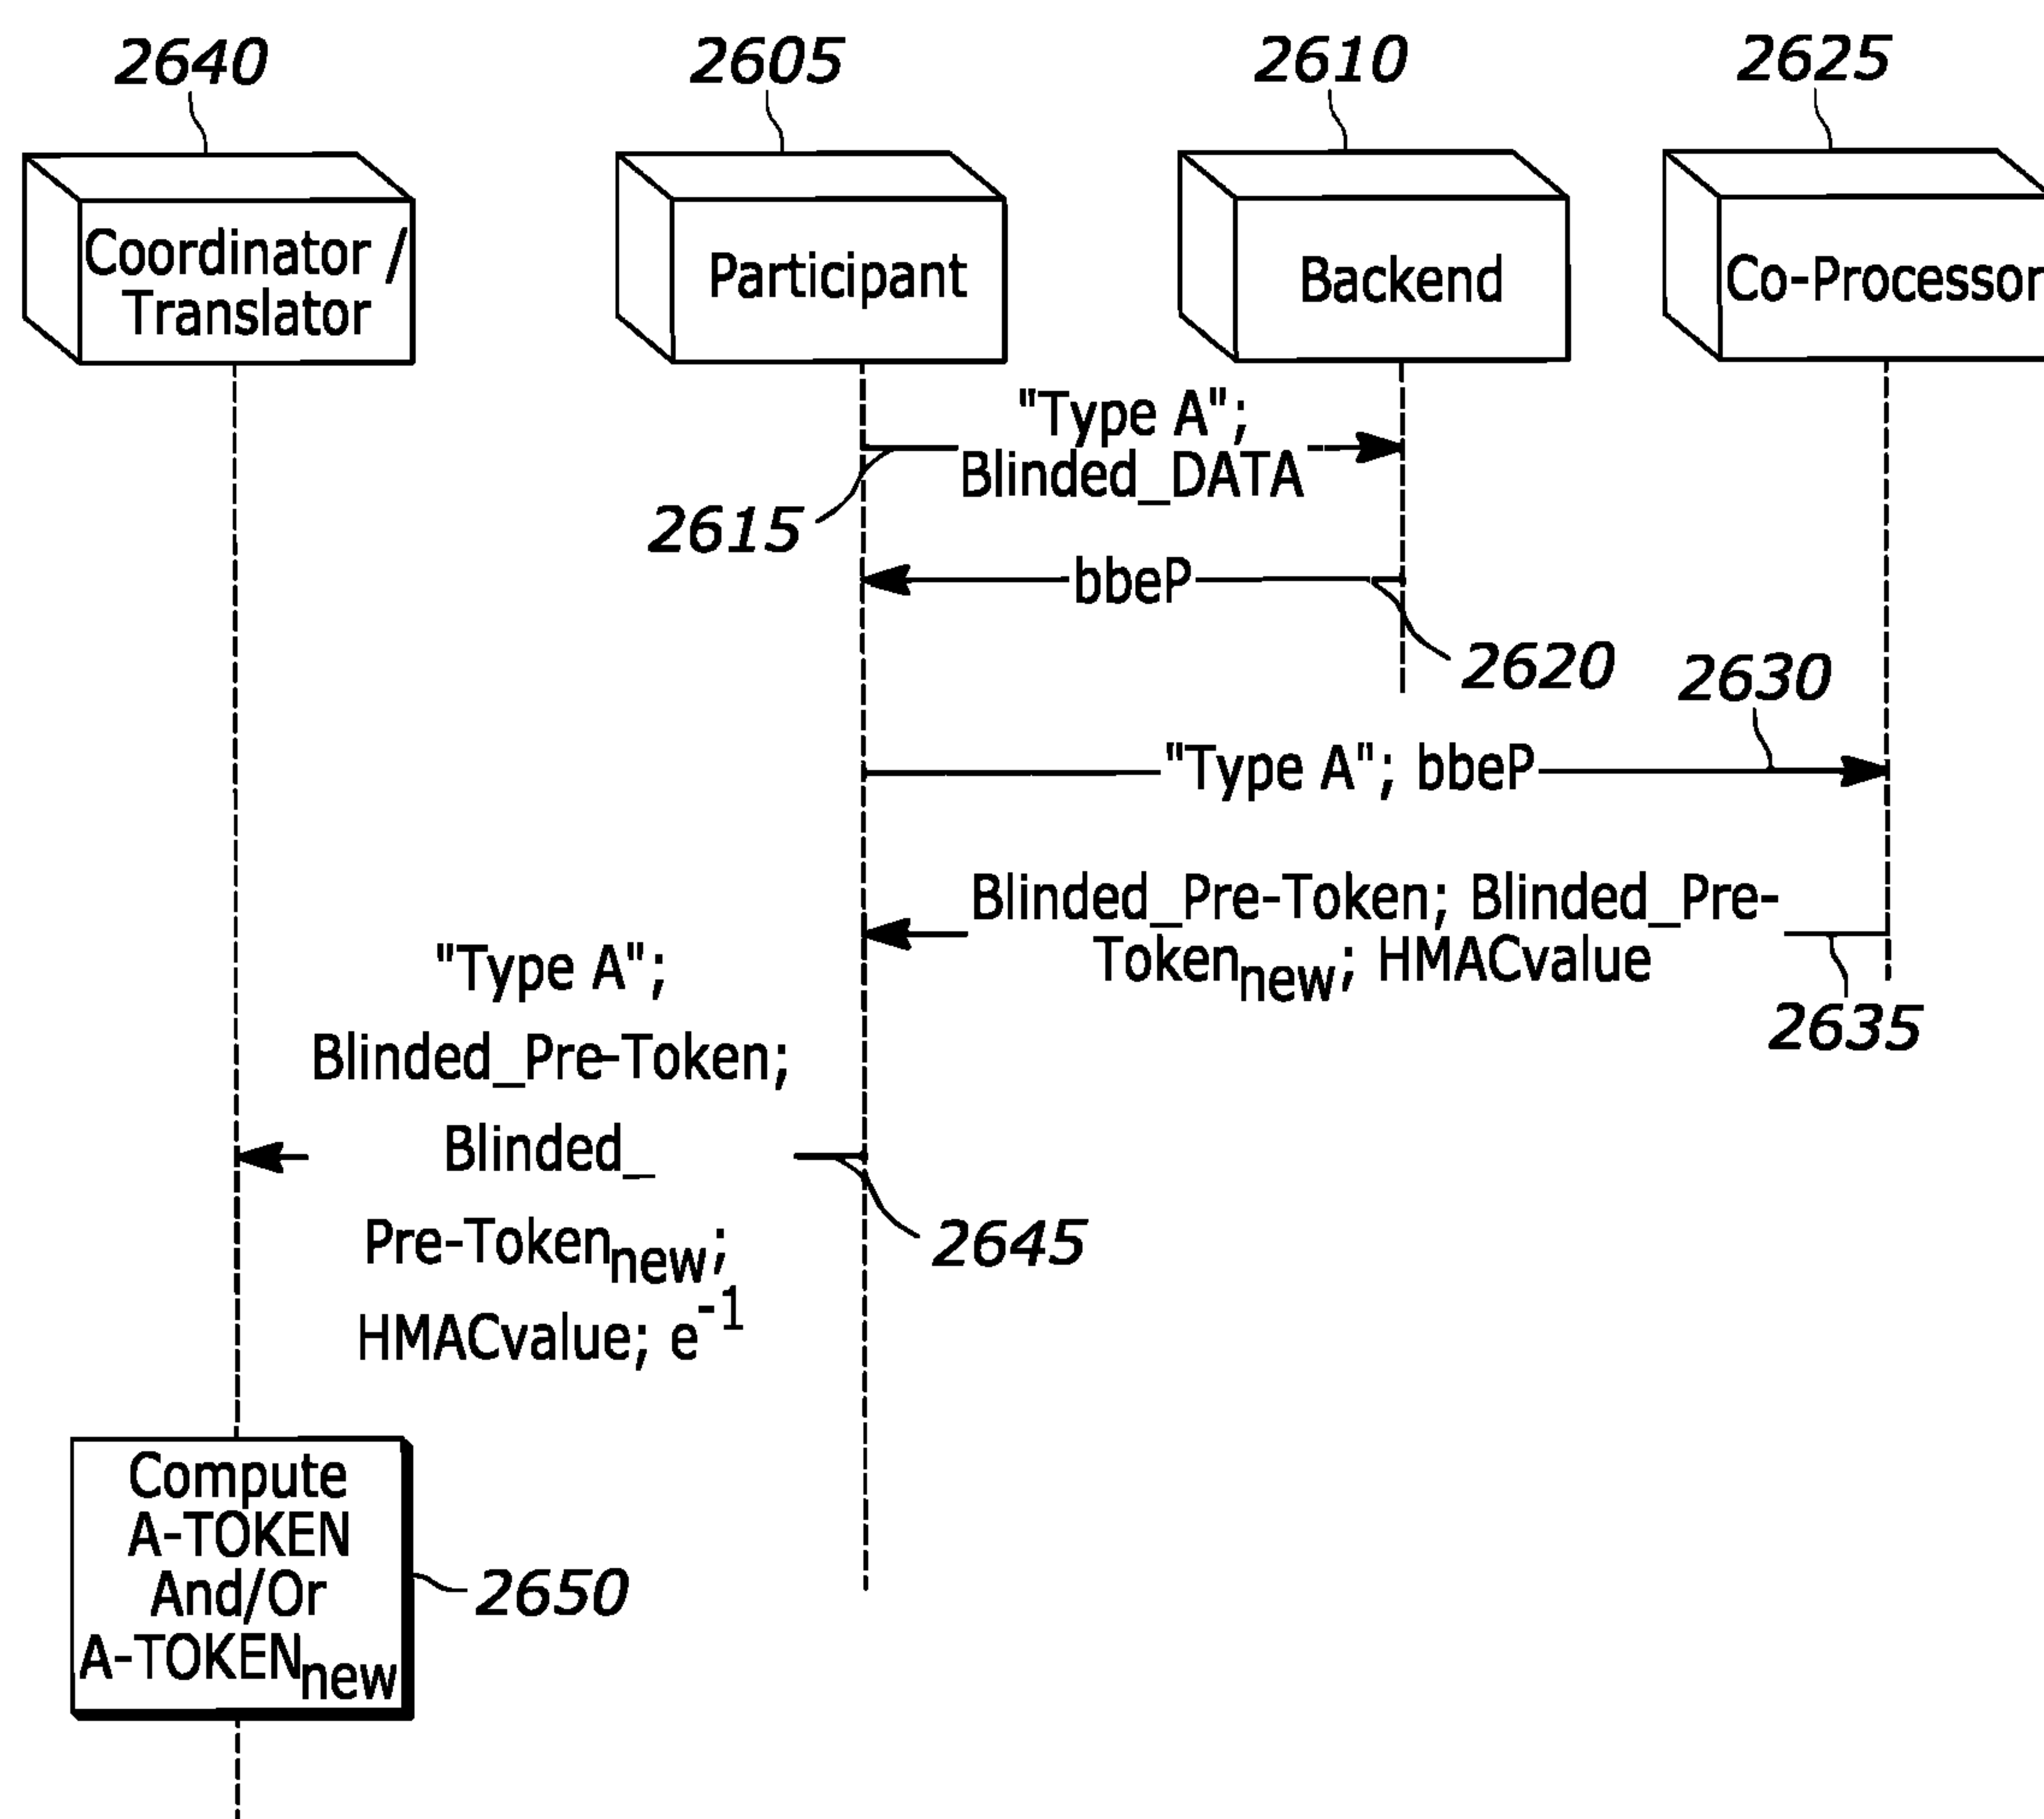 2640
2605
2610
2625
Coordinator /
Translator
Participant
Backend
Co-Processor
"Type A";
Blinded_DATA
2615
bbeP
2620
2630
"Type A"; bbeP
Blinded_Pre-Token; Blinded_Pre-
Tokennew; HMACvalue
2635
"Type A";
Blinded_Pre-Token;
Blinded_
Pre-Tokennew;
HMACvalue; e-1
2645
Compute
A-TOKEN
And/Or
A-TOKENnew
2650